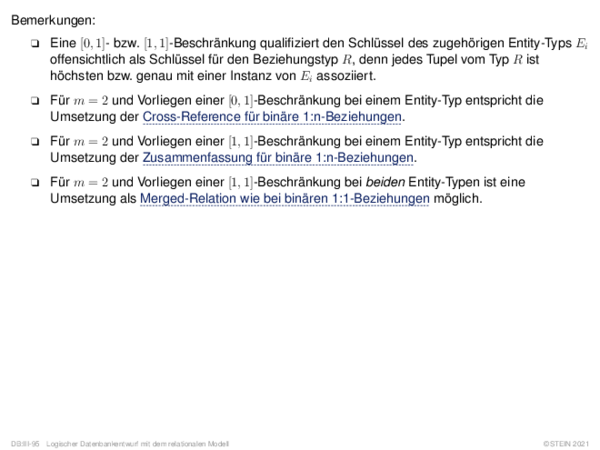 Bemerkungen:
❑ Eine [0, 1]- bzw. [1, 1]-Beschränkung qualifiziert den Schlüssel des zugehörigen Entity-Typs E_i
offensichtlich als Schlüssel für den Beziehungstyp R, denn jedes Tupel vom Typ R ist
höchsten bzw. genau mit einer Instanz von E_i assoziiert.
❑ Für m = 2 und Vorliegen einer [0, 1]-Beschränkung bei einem Entity-Typ entspricht die
Umsetzung der Cross-Reference für binäre 1:n-Beziehungen.
❑ Für m = 2 und Vorliegen einer [1, 1]-Beschränkung bei einem Entity-Typ entspricht die
Umsetzung der Zusammenfassung für binäre 1:n-Beziehungen.
❑ Für m = 2 und Vorliegen einer [1, 1]-Beschränkung bei beiden Entity-Typen ist eine
Umsetzung als Merged-Relation wie bei binären 1:1-Beziehungen möglich.
DB:III-95 Logischer Datenbankentwurf mit dem relationalen Modell
©STEIN 2021